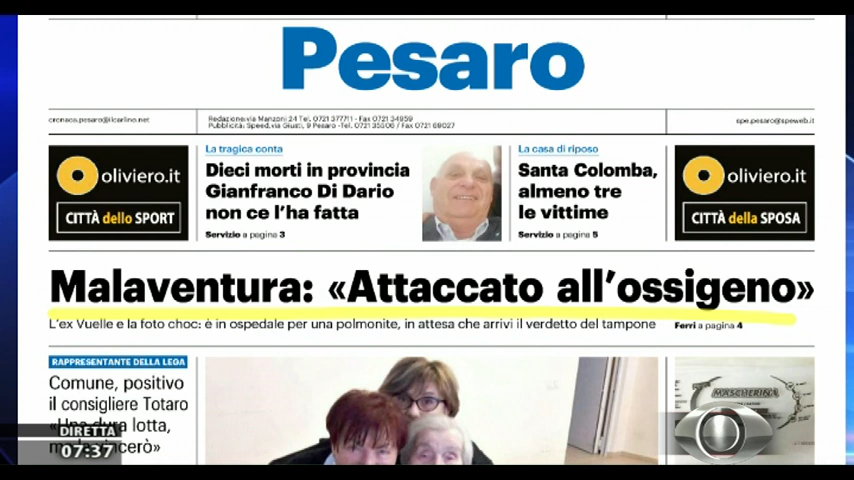 Pesaro
cronaca.pesaro@ilcarlino.net
Redazione:via Manzoni 24 Tel. 0721 377711 - Fax 0721 34959
Pubblicità: Speed.via Giusti, 9 Pesaro -Tel. 0721 35506 / Fax 0721 69027
spe.pesaro@speweb.it
oliviero.it
CITTÀ dello SPORT
La tragica conta
Dieci morti in provincia
Gianfranco Di Dario
non ce l'ha fatta
Servizio a pagina 3
La casa di riposo
Santa Colomba,
almeno tre
le vittime
Servizio a pagina 5
oliviero.it
CITTÀ della SPOSA
Malaventura: «Attaccato all'ossigeno»
L'ex Vuelle e la foto choc: è in ospedale per una polmonite, in attesa che arrivi il verdetto del tampone
Ferri a pagina 4
RAPPRESENTANTE DELLA LEGA
Comune, positivo
il consigliere Totaro
dura lotta,
MASCHERINA
DIRETTA
07:37